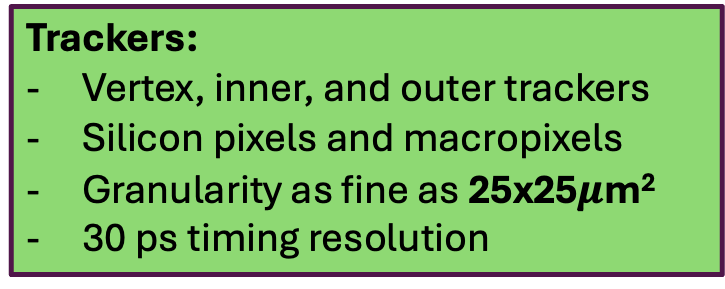 Trackers:
- Vertex, inner, and outer trackers
- Silicon pixels and macropixels
- Granularity as fine as 25x25μm²
- 30 ps timing resolution